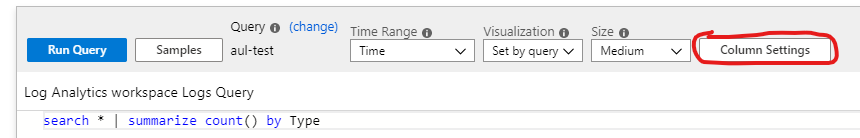 Query (change) Time Range Visualization Size
Run Query Samples aul-test Time Set by query Medium Column Settings
Log Analytics workspace Logs Query
search * | summarize count() by Type